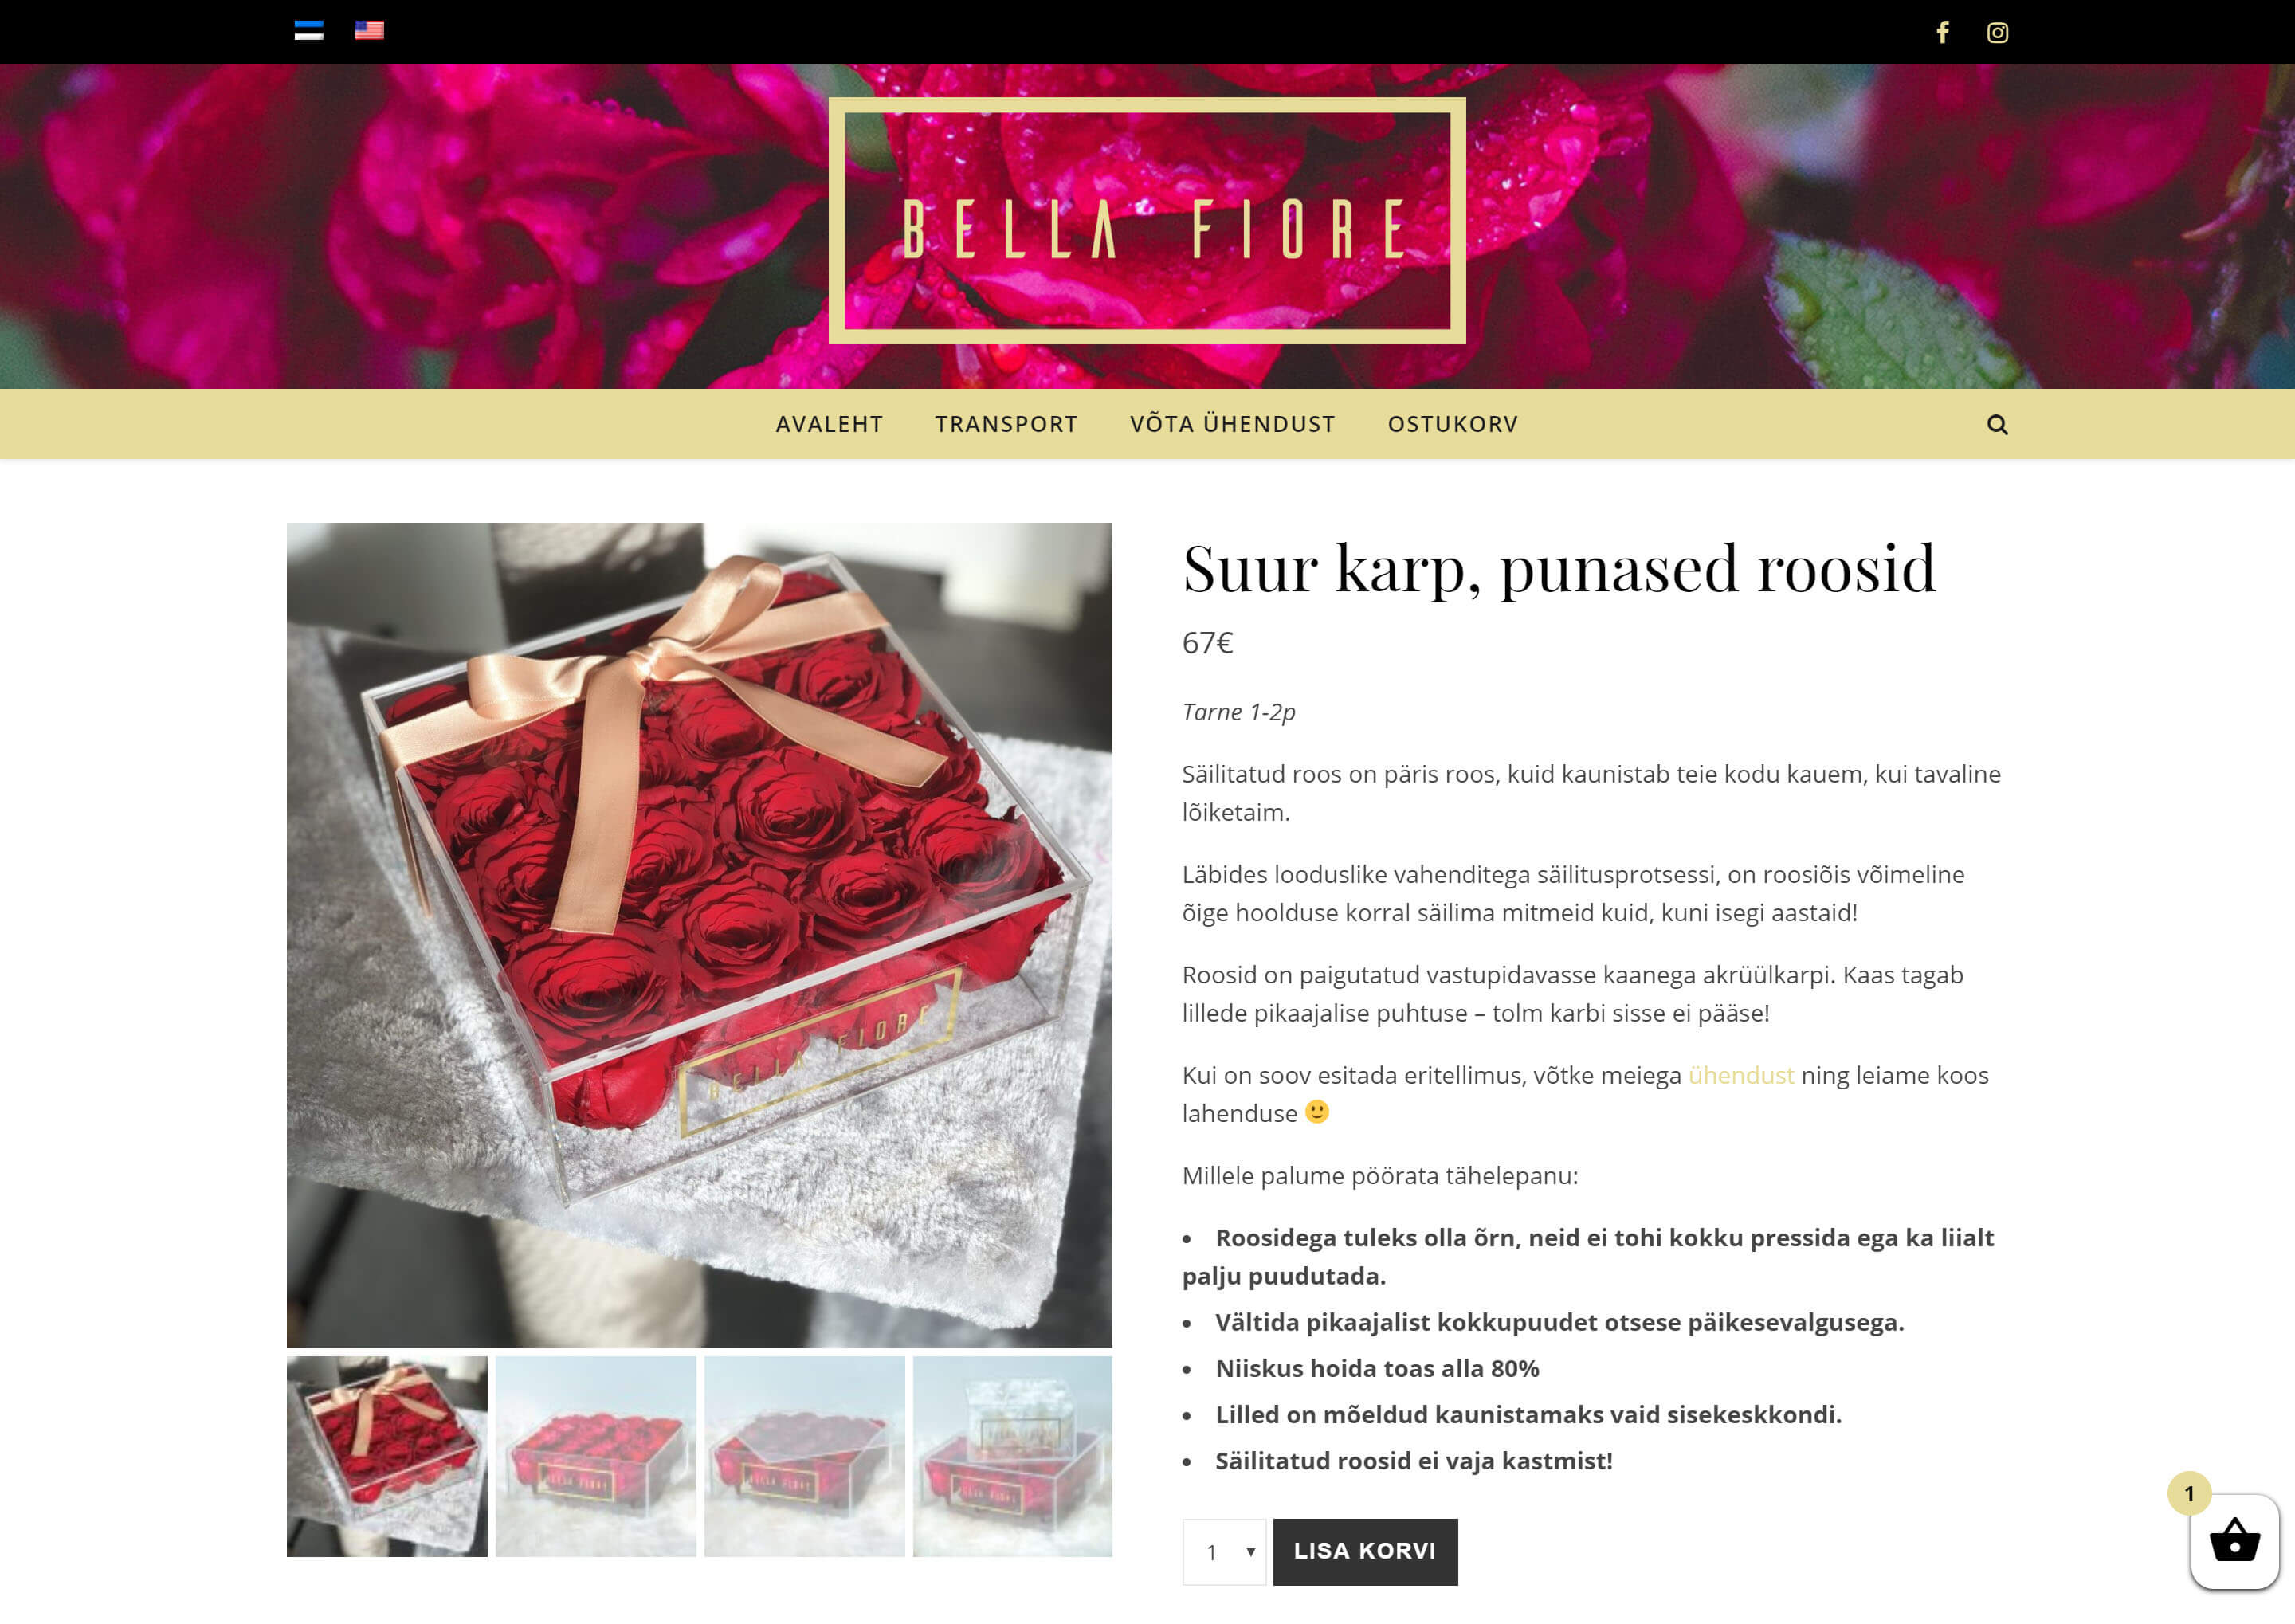 BELLA FIORE
AVALEHT TRANSPORT VÕTA ÜHENDUST OSTUKORV
Suur karp, punased roosid
67€
Tarne 1-2p
Säilitatud roos on päris roos, kuid kaunistab teie kodu kauem, kui tavaline
lõiketaim.
Läbides looduslike vahenditega säilitusprotsessi, on roosiõis võimeline
õige hoolduse korral säilima mitmeid kuid, kuni isegi aastaid!
Roosid on paigutatud vastupidavasse kaanega akrüülkarpi. Kaas tagab
lillede pikaajalise puhtuse – tolm karbi sisse ei pääse!
Kui on soov esitada eritellimus, võtke meiega ühendust ning leiame koos
lahenduse 🙂
Millele palume pöörata tähelepanu:
• Roosidega tuleks olla õrn, neid ei tohi kokku pressida ega ka liialt
palju puudutada.
• Vältida pikaajalist kokkupuudet otsese päikesevalgusega.
• Niiskus hoida toas alla 80%
• Lilled on mõeldud kaunistamaks vaid sisekeskkondi.
• Säilitatud roosid ei vaja kastmist!
1 LISA KORVI
1
BELLA FIORE
BELLA FIORE
BELLA FIORE
BELLA FIORE